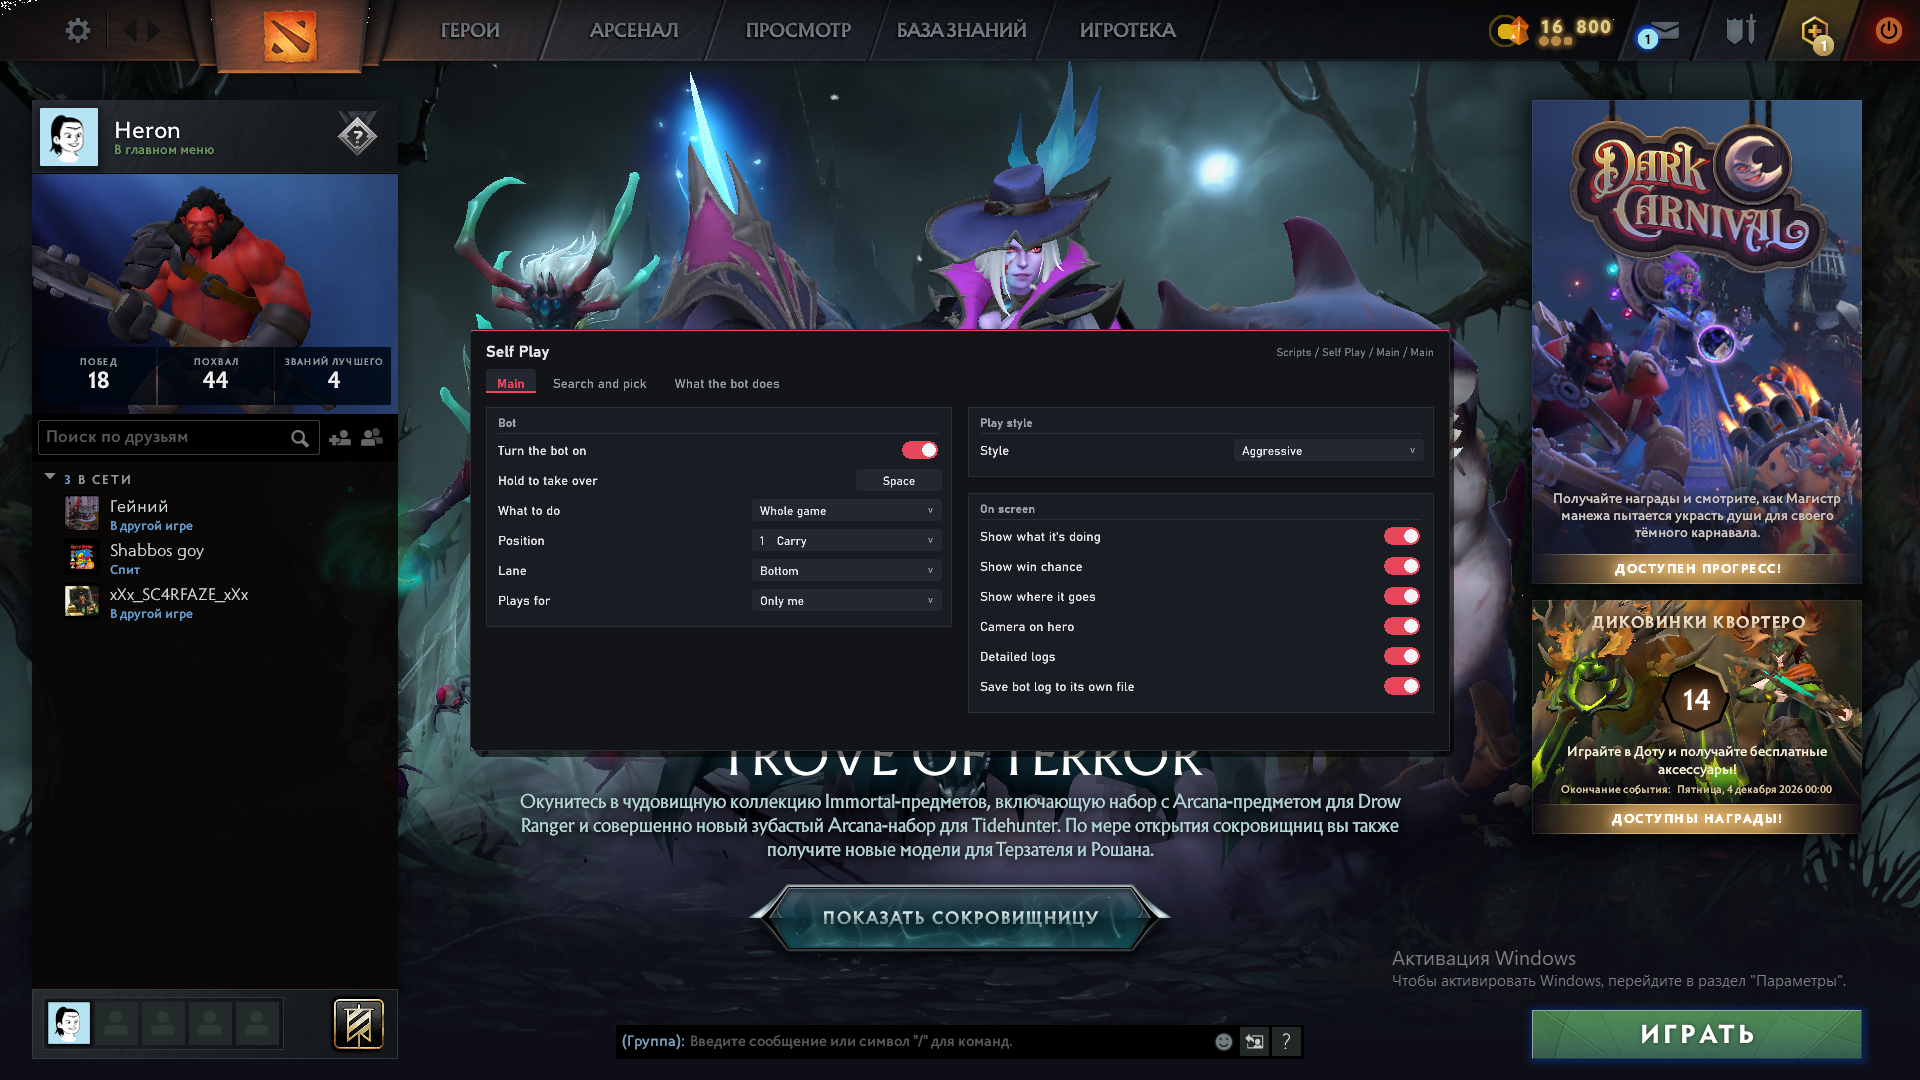 ГЕРОИ
АРСЕНАЛ
ПРОСМОТР
БАЗА ЗНАНИЙ
ИГРОТЕКА
16 800
1
1
Heron
В главном меню
?
ПОБЕД
18
ПОХВАЛ
44
ЗВАНИЙ ЛУЧШЕГО
4
Поиск по друзьям
3 В СЕТИ
Гейний
В другой игре
Shabbos goy
Спит
xXx_SC4RFAZE_xXx
В другой игре
Self Play
Scripts / Self Play / Main / Main
Main
Search and pick
What the bot does
Bot
Turn the bot on
Hold to take over
Space
What to do
Whole game
Position
1 Carry
Lane
Bottom
Plays for
Only me
Play style
Style
Aggressive
On screen
Show what it's doing
Show win chance
Show where it goes
Camera on hero
Detailed logs
Save bot log to its own file
TROVE OF TERROR
Окунитесь в чудовищную коллекцию Immortal-предметов, включающую набор с Arcana-предметом для Drow
Ranger и совершенно новый зубастый Arcana-набор для Tidehunter. По мере открытия сокровищниц вы также
получите новые модели для Терзателя и Рошана.
ПОКАЗАТЬ СОКРОВИЩНИЦУ
DARK
CARNIVAL
Получайте награды и смотрите, как Магистр
манежа пытается украсть души для своего
тёмного карнавала.
ДОСТУПЕН ПРОГРЕСС!
ДИКОВИНКИ КВОРТЕРО
14
Играйте в Доту и получайте бесплатные
аксессуары!
Окончание события: Пятница, 4 декабря 2026 00:00
ДОСТУПНЫ НАГРАДЫ!
Активация Windows
Чтобы активировать Windows, перейдите в раздел "Параметры".
(Группа): Введите сообщение или символ "/" для команд.
?
ИГРАТЬ